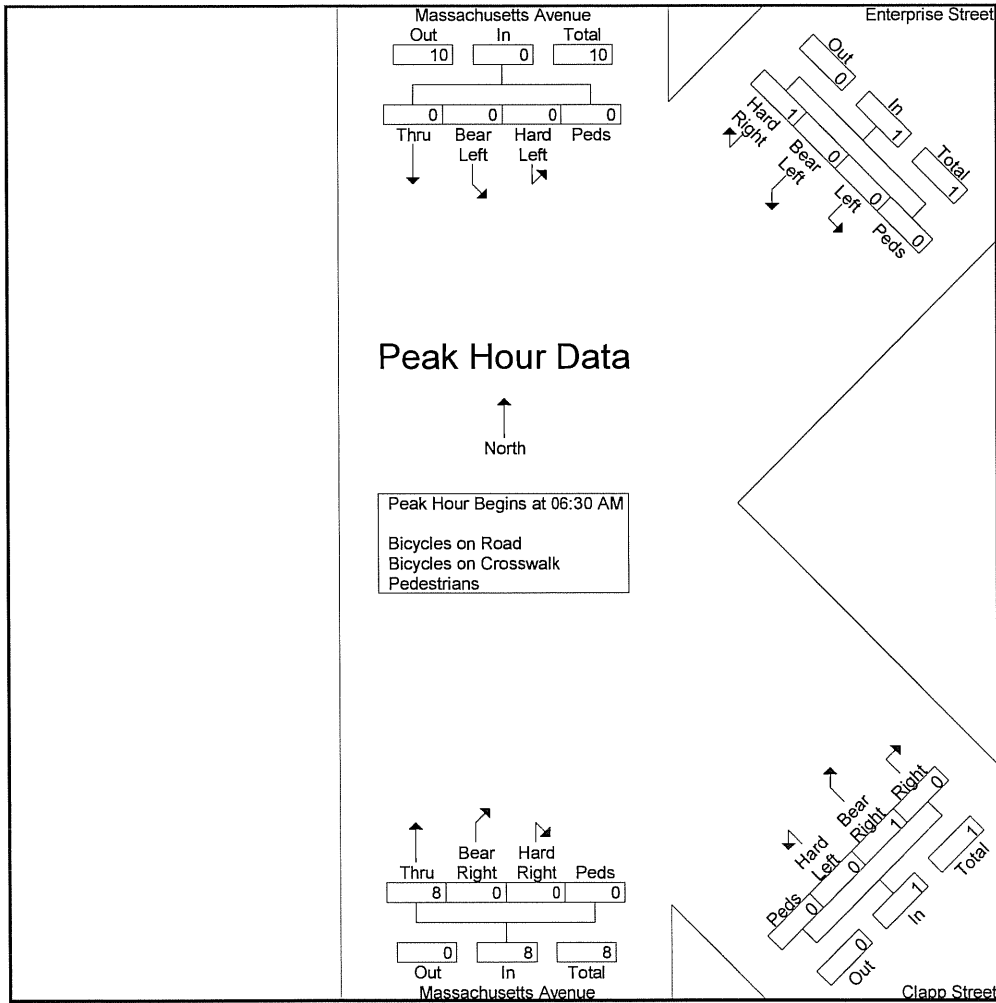 Massachusetts Avenue
Out In Total
10 0 10
0 0 0 0
Thru Bear Left Hard Left Peds
Enterprise Street
Out
0
In
1
Total
1
1 0 0 0
Hard Right Bear Left Left Peds
Peak Hour Data
North
Peak Hour Begins at 06:30 AM
Bicycles on Road
Bicycles on Crosswalk
Pedestrians
Right Bear Right Hard Left Peds
0 1 0 0
1
Total
1
In
0
Out
Clapp Street
Thru Bear Right Hard Right Peds
8 0 0 0
0 8 8
Out In Total
Massachusetts Avenue